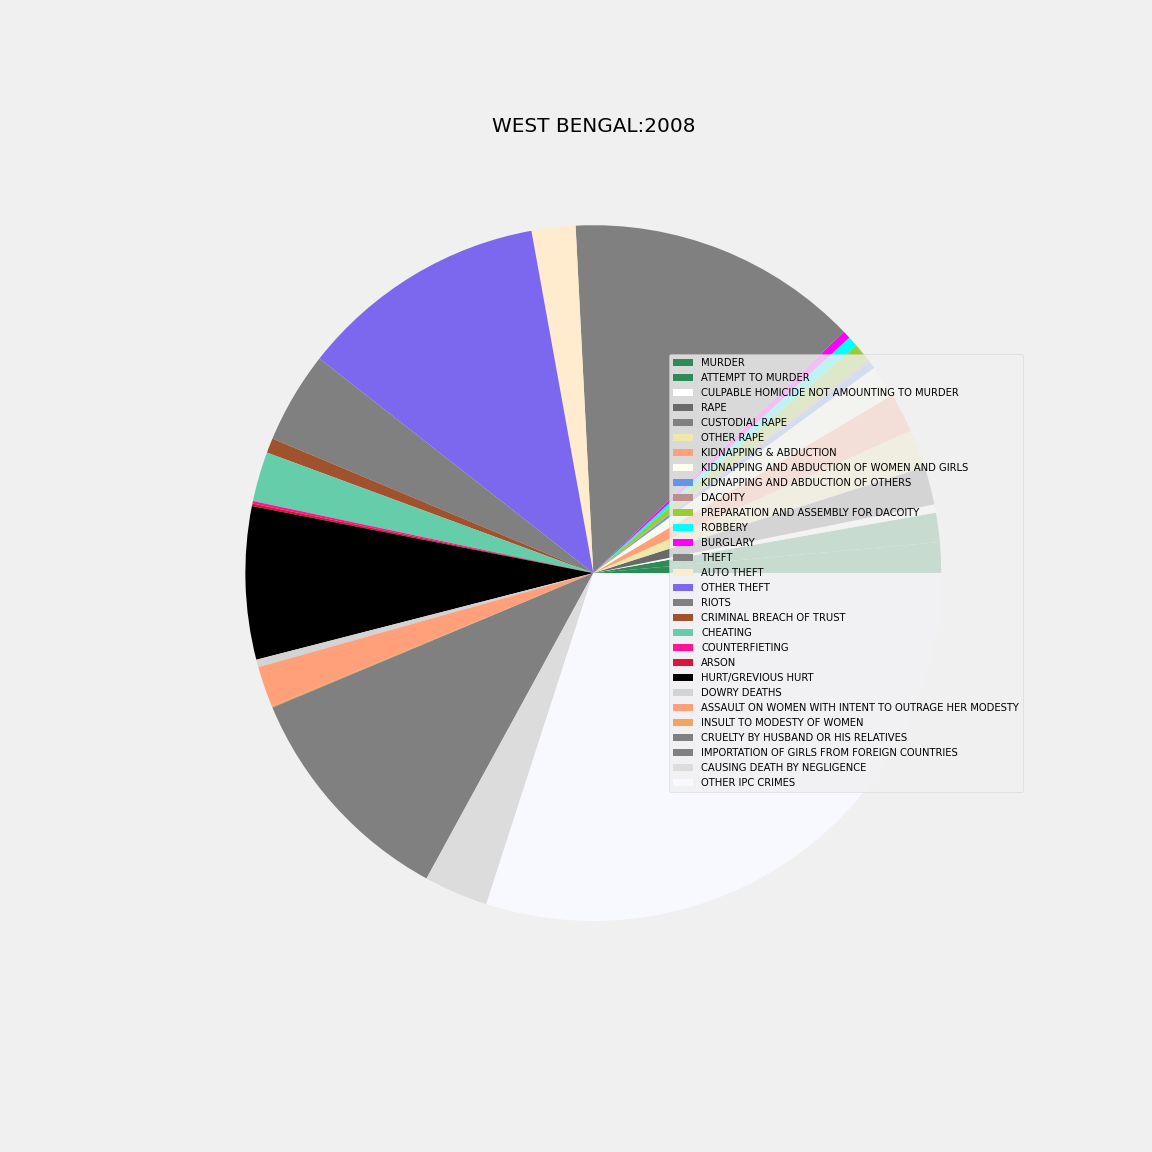 WEST BENGAL:2008
MURDER
ATTEMPT TO MURDER
CULPABLE HOMICIDE NOT AMOUNTING TO MURDER
RAPE
CUSTODIAL RAPE
OTHER RAPE
KIDNAPPING & ABDUCTION
KIDNAPPING AND ABDUCTION OF WOMEN AND GIRLS
KIDNAPPING AND ABDUCTION OF OTHERS
DACOITY
PREPARATION AND ASSEMBLY FOR DACOITY
ROBBERY
BURGLARY
THEFT
AUTO THEFT
OTHER THEFT
RIOTS
CRIMINAL BREACH OF TRUST
CHEATING
COUNTERFIETING
ARSON
HURT/GREVIOUS HURT
DOWRY DEATHS
ASSAULT ON WOMEN WITH INTENT TO OUTRAGE HER MODESTY
INSULT TO MODESTY OF WOMEN
CRUELTY BY HUSBAND OR HIS RELATIVES
IMPORTATION OF GIRLS FROM FOREIGN COUNTRIES
CAUSING DEATH BY NEGLIGENCE
OTHER IPC CRIMES